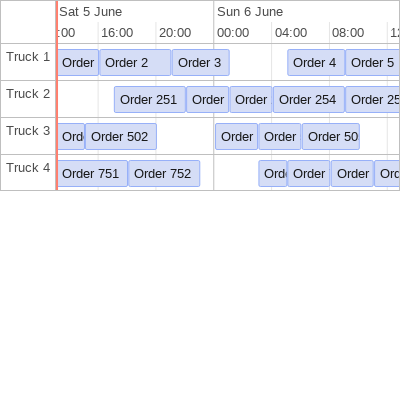 Sat 5 June Sun 6 June
:00 16:00 20:00 00:00 04:00 08:00 12
Truck 1 Order Order 2 Order 3 Order 4 Order 5
Truck 2 Order 251 Order Order Order 254 Order 25
Truck 3 Ord Order 502 Order Order Order 50
Truck 4 Order 751 Order 752 Ord Order Order Ord